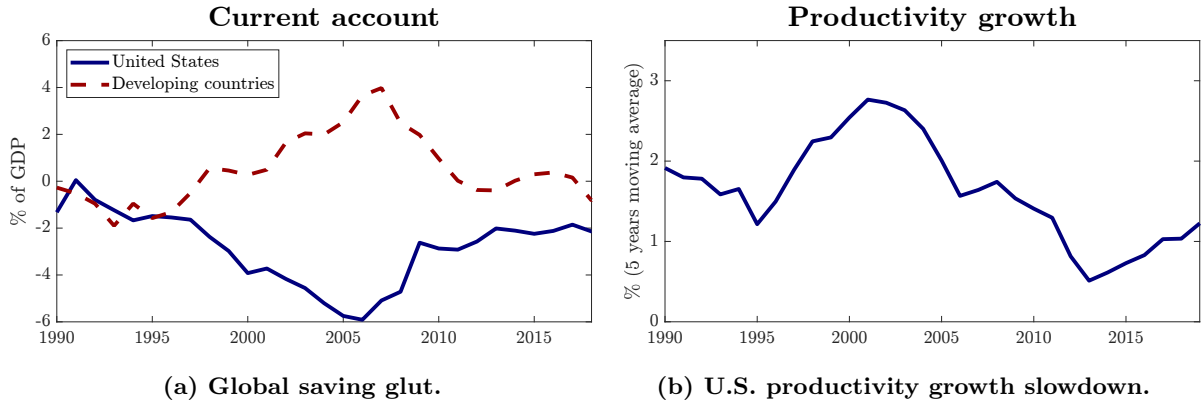 Current account
% of GDP
6
4
2
0
-2
-4
-6
United States
Developing countries
1990
1995
2000
2005
2010
2015
(a) Global saving glut.
Productivity growth
% (5 years moving average)
3
2
1
0
1990
1995
2000
2005
2010
2015
(b) U.S. productivity growth slowdown.